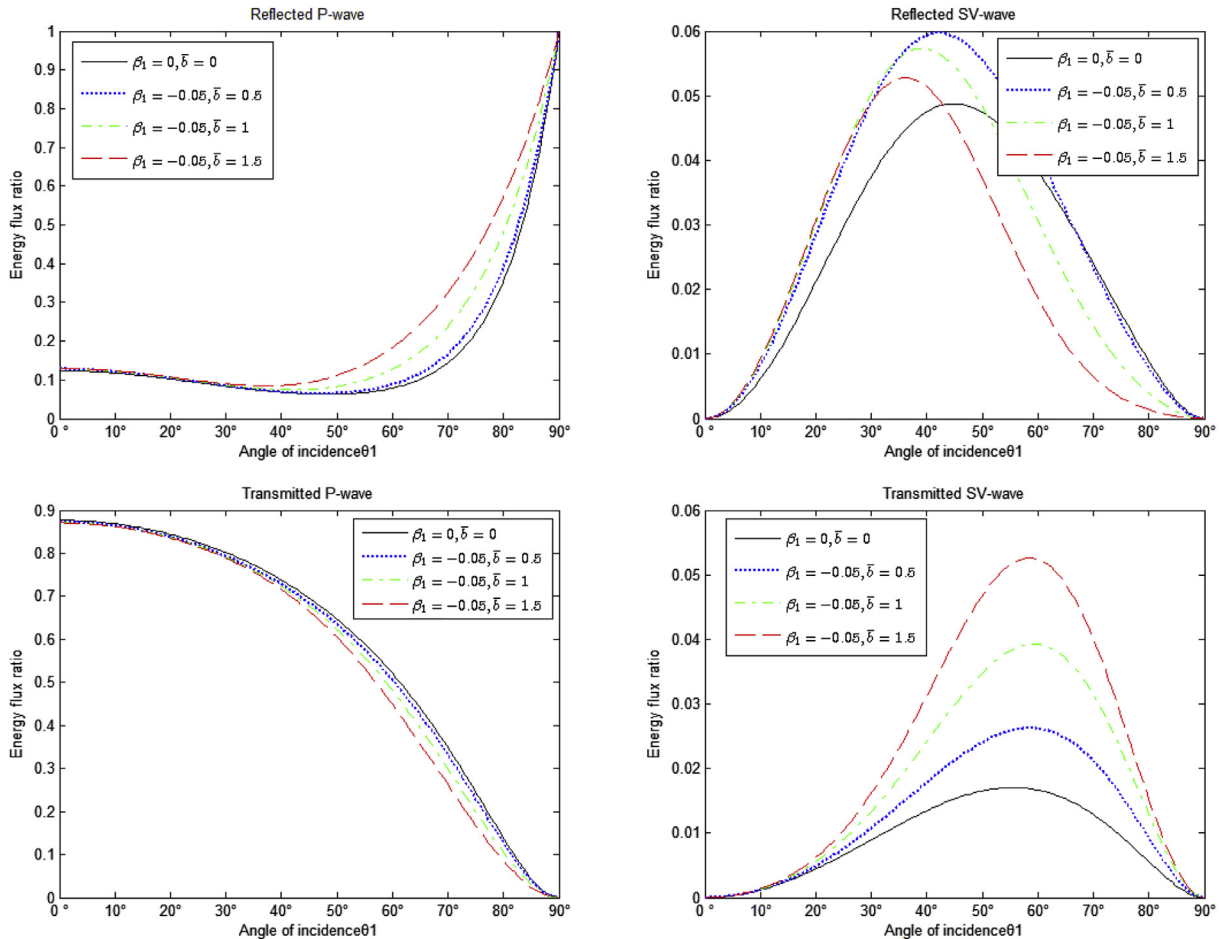 Reflected P-wave
1
0.9
0.8
0.7
0.6
0.5
0.4
0.3
0.2
0.1
0
Energy flux ratio
β₁ = 0, b̅ = 0
β₁ = −0.05, b̅ = 0.5
β₁ = −0.05, b̅ = 1
β₁ = −0.05, b̅ = 1.5
0 ° 10° 20° 30° 40° 50° 60° 70° 80° 90°
Angle of incidenceθ1
Reflected SV-wave
0.06
0.05
0.04
0.03
0.02
0.01
0
Energy flux ratio
β₁ = 0, b̅ = 0
β₁ = −0.05, b̅ = 0.5
β₁ = −0.05, b̅ = 1
β₁ = −0.05, b̅ = 1.5
0 ° 10° 20° 30° 40° 50° 60° 70° 80° 90°
Angle of incidenceθ1
Transmitted P-wave
0.9
0.8
0.7
0.6
0.5
0.4
0.3
0.2
0.1
0
Energy flux ratio
β₁ = 0, b̅ = 0
β₁ = −0.05, b̅ = 0.5
β₁ = −0.05, b̅ = 1
β₁ = −0.05, b̅ = 1.5
0 ° 10° 20° 30° 40° 50° 60° 70° 80° 90°
Angle of incidenceθ1
Transmitted SV-wave
0.06
0.05
0.04
0.03
0.02
0.01
0
Energy flux ratio
β₁ = 0, b̅ = 0
β₁ = −0.05, b̅ = 0.5
β₁ = −0.05, b̅ = 1
β₁ = −0.05, b̅ = 1.5
0 ° 10° 20° 30° 40° 50° 60° 70° 80° 90°
Angle of incidenceθ1